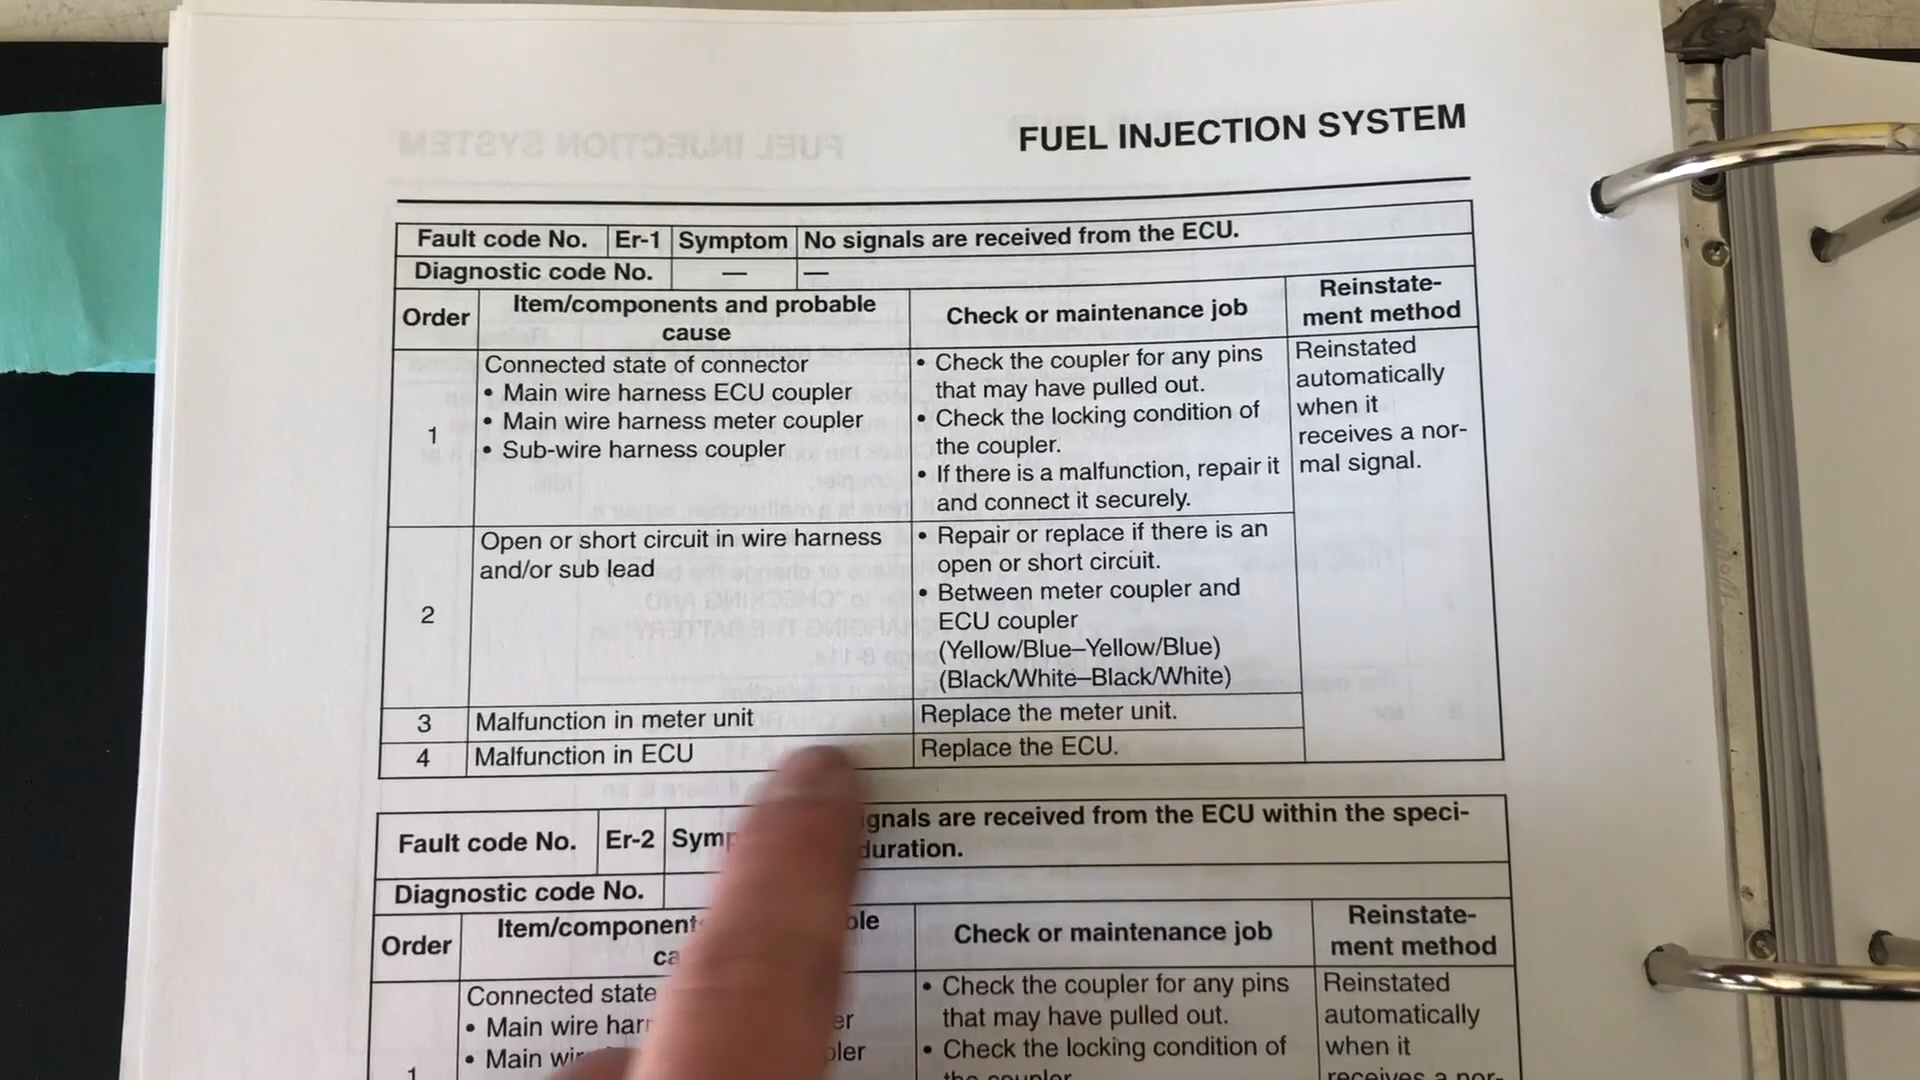 FUEL INJECTION SYSTEM
Fault code No. Er-1 Symptom No signals are received from the ECU.
Diagnostic code No. — —
Order
Item/components and probable
cause
Check or maintenance job
Reinstate-
ment method
1
Connected state of connector
• Main wire harness ECU coupler
• Main wire harness meter coupler
• Sub-wire harness coupler
• Check the coupler for any pins
that may have pulled out.
• Check the locking condition of
the coupler.
• If there is a malfunction, repair it
and connect it securely.
Reinstated
automatically
when it
receives a nor-
mal signal.
2
Open or short circuit in wire harness
and/or sub lead
• Repair or replace if there is an
open or short circuit.
• Between meter coupler and
ECU coupler
(Yellow/Blue–Yellow/Blue)
(Black/White–Black/White)
3 Malfunction in meter unit Replace the meter unit.
4 Malfunction in ECU Replace the ECU.
Fault code No. Er-2 are received from the ECU within the speci-
duration.
Diagnostic code No.
Order
Check or maintenance job
Reinstate-
ment method
1
Connected state
• Main wire
• Main
• Check the coupler for any pins
that may have pulled out.
• Check the locking condition of
the coupler
Reinstated
automatically
when it
receives a nor-